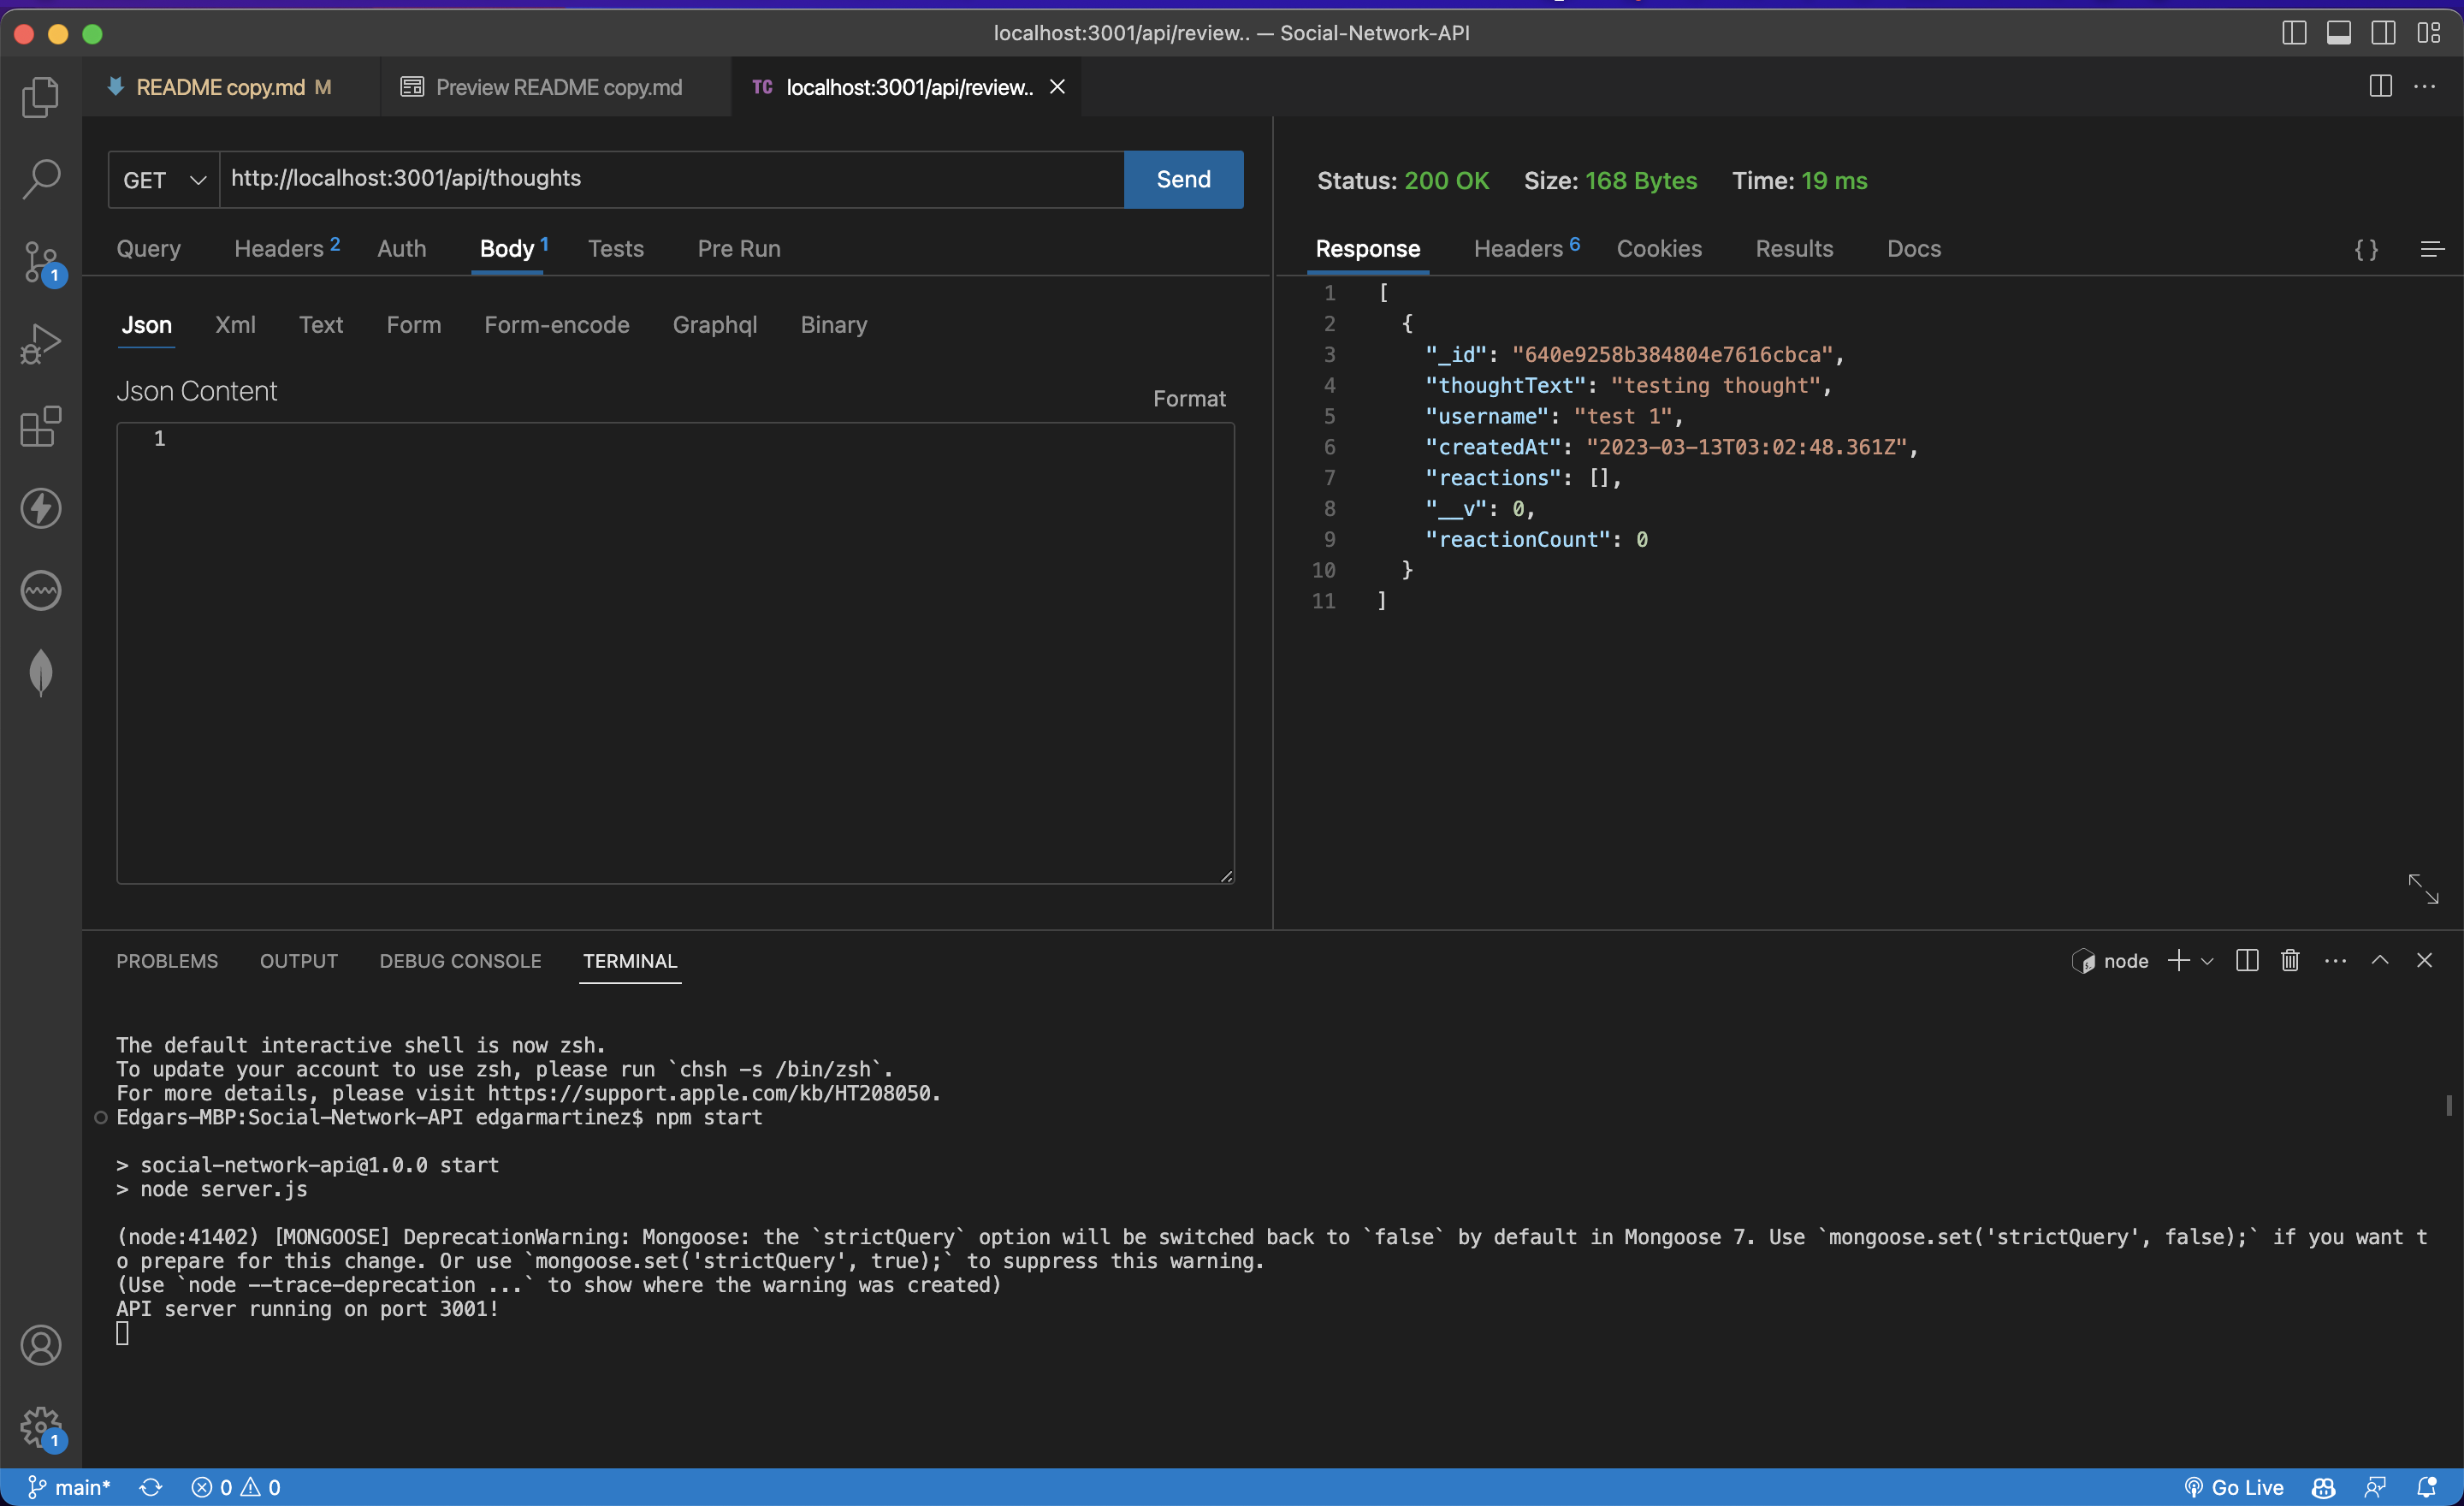 localhost:3001/api/review.. — Social-Network-API
README copy.md M
Preview README copy.md
TC localhost:3001/api/review..
GET http://localhost:3001/api/thoughts Send
Status: 200 OK Size: 168 Bytes Time: 19 ms
Query Headers 2 Auth Body 1 Tests Pre Run
Response Headers 6 Cookies Results Docs {}
Json Xml Text Form Form-encode Graphql Binary
Json Content
Format
1
1 [
2 {
3 "_id": "640e9258b384804e7616cbca",
4 "thoughtText": "testing thought",
5 "username": "test 1",
6 "createdAt": "2023-03-13T03:02:48.361Z",
7 "reactions": [],
8 "__v": 0,
9 "reactionCount": 0
10 }
11 ]
1
PROBLEMS OUTPUT DEBUG CONSOLE TERMINAL
node
The default interactive shell is now zsh.
To update your account to use zsh, please run `chsh -s /bin/zsh`.
For more details, please visit https://support.apple.com/kb/HT208050.
Edgars-MBP:Social-Network-API edgarmartinez$ npm start
> social-network-api@1.0.0 start
> node server.js
(node:41402) [MONGOOSE] DeprecationWarning: Mongoose: the `strictQuery` option will be switched back to `false` by default in Mongoose 7. Use `mongoose.set('strictQuery', false);` if you want t
o prepare for this change. Or use `mongoose.set('strictQuery', true);` to suppress this warning.
(Use `node --trace-deprecation ...` to show where the warning was created)
API server running on port 3001!
1
main* 0 0 Go Live